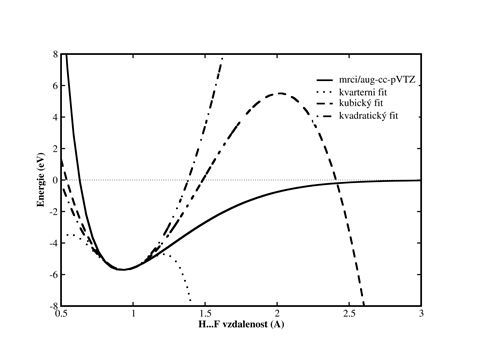 8
6
4
2
0
-2
-4
-6
-8
Energie (eV)
0.5
1
1.5
2
2.5
3
H...F vzdalenost (A)
mrci/aug-cc-pVTZ
kvarterni fit
kubický fit
kvadratický fit